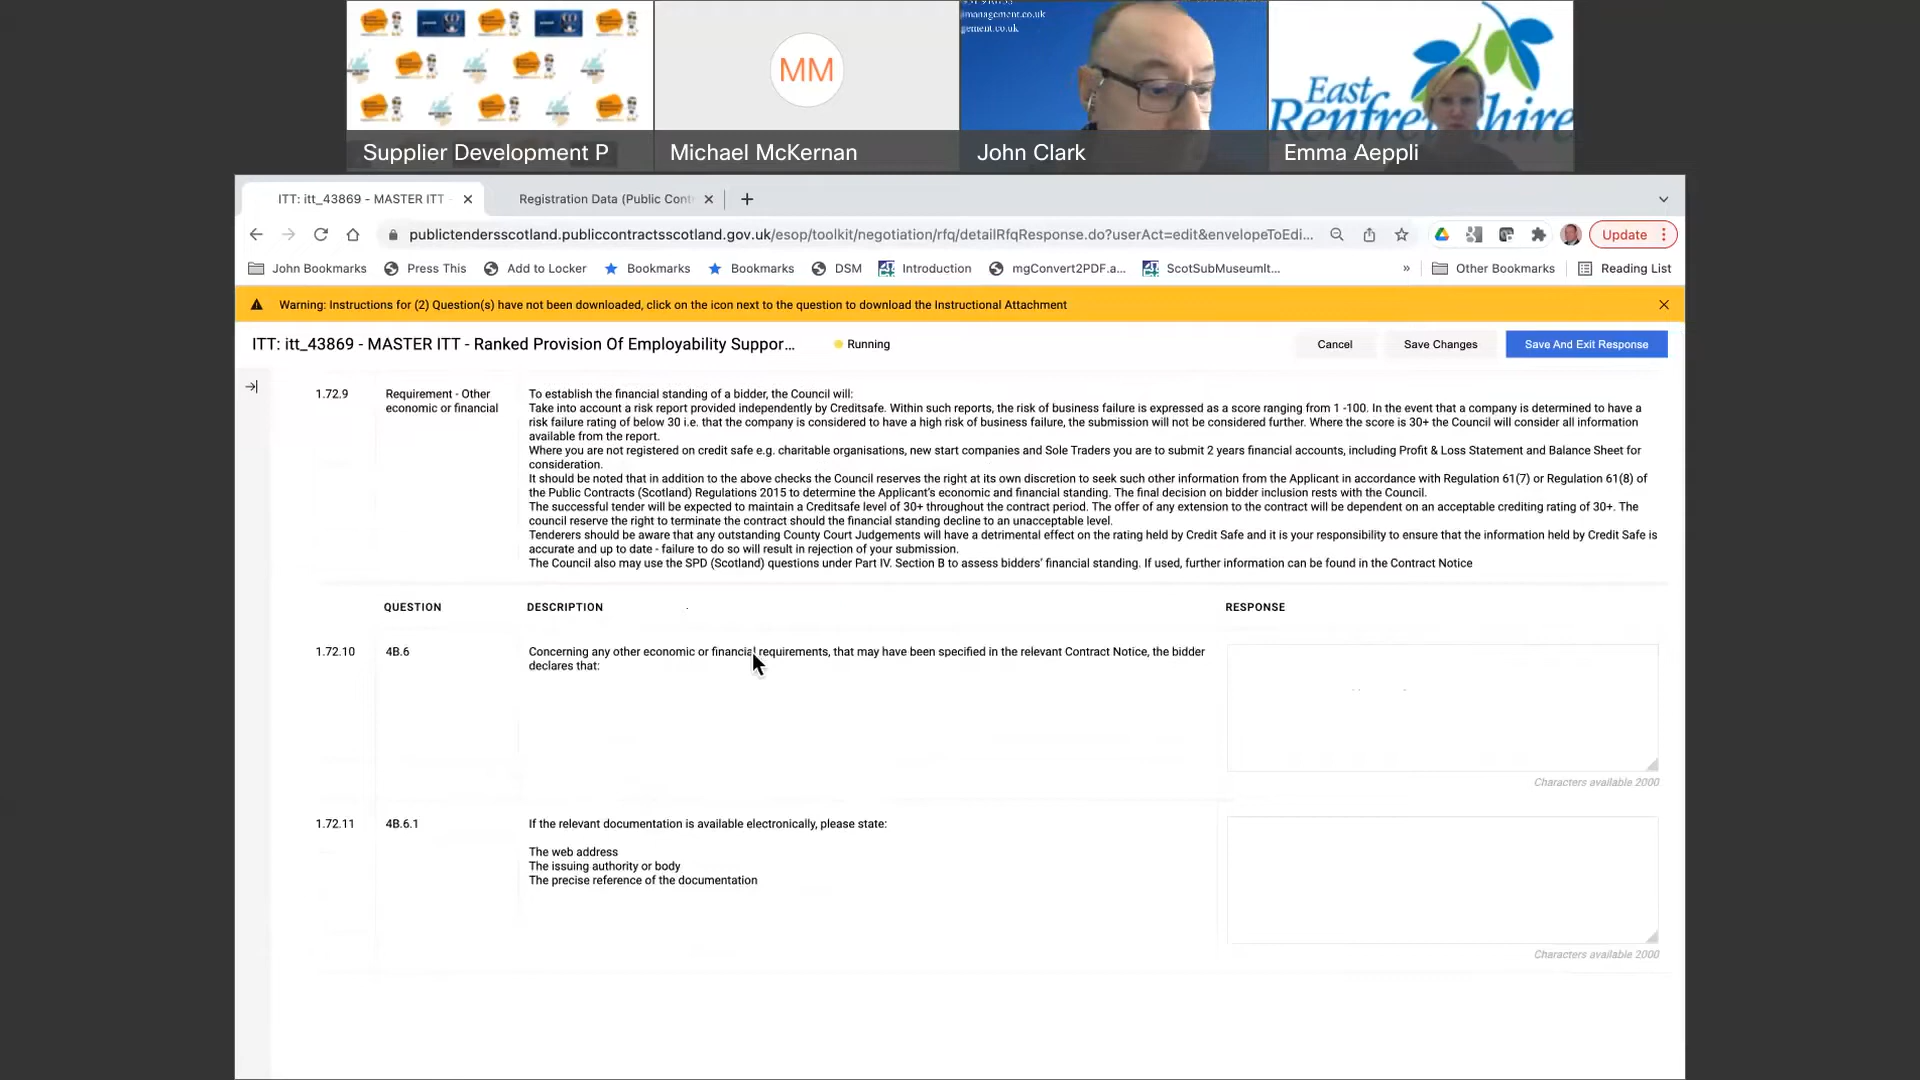 management.co.uk
gement.co.uk
MM
East
Renfrewshire
Supplier Development P
Michael McKernan
John Clark
Emma Aeppli
ITT: itt_43869 - MASTER ITT -
Registration Data (Public Cont
publictendersscotland.publiccontractsscotland.gov.uk/esop/toolkit/negotiation/rfq/detailRfqResponse.do?userAct=edit&envelopeToEdi...
Update
John Bookmarks
Press This
Add to Locker
Bookmarks
Bookmarks
DSM
Introduction
mgConvert2PDF.a...
ScotSubMuseumIt...
»
Other Bookmarks
Reading List
Warning: Instructions for (2) Question(s) have not been downloaded, click on the icon next to the question to download the Instructional Attachment
ITT: itt_43869 - MASTER ITT - Ranked Provision Of Employability Suppor...
Running
Cancel
Save Changes
Save And Exit Response
1.72.9
Requirement - Other
economic or financial
To establish the financial standing of a bidder, the Council will:
Take into account a risk report provided independently by Creditsafe. Within such reports, the risk of business failure is expressed as a score ranging from 1 -100. In the event that a company is determined to have a
risk failure rating of below 30 i.e. that the company is considered to have a high risk of business failure, the submission will not be considered further. Where the score is 30+ the Council will consider all information
available from the report.
Where you are not registered on credit safe e.g. charitable organisations, new start companies and Sole Traders you are to submit 2 years financial accounts, including Profit & Loss Statement and Balance Sheet for
consideration.
It should be noted that in addition to the above checks the Council reserves the right at its own discretion to seek such other information from the Applicant in accordance with Regulation 61(7) or Regulation 61(8) of
the Public Contracts (Scotland) Regulations 2015 to determine the Applicant's economic and financial standing. The final decision on bidder inclusion rests with the Council.
The successful tender will be expected to maintain a Creditsafe level of 30+ throughout the contract period. The offer of any extension to the contract will be dependent on an acceptable crediting rating of 30+. The
council reserve the right to terminate the contract should the financial standing decline to an unacceptable level.
Tenderers should be aware that any outstanding County Court Judgements will have a detrimental effect on the rating held by Credit Safe and it is your responsibility to ensure that the information held by Credit Safe is
accurate and up to date - failure to do so will result in rejection of your submission.
The Council also may use the SPD (Scotland) questions under Part IV. Section B to assess bidders' financial standing. If used, further information can be found in the Contract Notice
QUESTION
DESCRIPTION
RESPONSE
1.72.10
4B.6
Concerning any other economic or financial requirements, that may have been specified in the relevant Contract Notice, the bidder
declares that:
Characters available 2000
1.72.11
4B.6.1
If the relevant documentation is available electronically, please state:
The web address
The issuing authority or body
The precise reference of the documentation
Characters available 2000